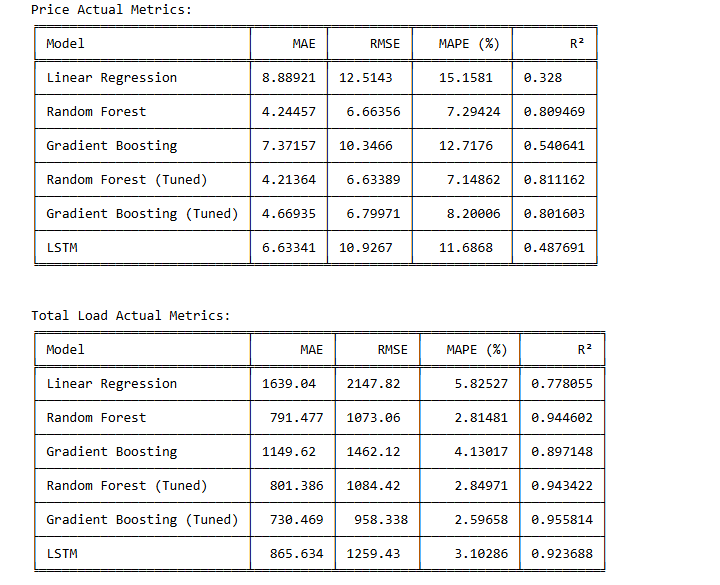 Price Actual Metrics:
Model MAE RMSE MAPE (%) R²
Linear Regression 8.88921 12.5143 15.1581 0.328
Random Forest 4.24457 6.66356 7.29424 0.809469
Gradient Boosting 7.37157 10.3466 12.7176 0.540641
Random Forest (Tuned) 4.21364 6.63389 7.14862 0.811162
Gradient Boosting (Tuned) 4.66935 6.79971 8.20006 0.801603
LSTM 6.63341 10.9267 11.6868 0.487691
Total Load Actual Metrics:
Model MAE RMSE MAPE (%) R²
Linear Regression 1639.04 2147.82 5.82527 0.778055
Random Forest 791.477 1073.06 2.81481 0.944602
Gradient Boosting 1149.62 1462.12 4.13017 0.897148
Random Forest (Tuned) 801.386 1084.42 2.84971 0.943422
Gradient Boosting (Tuned) 730.469 958.338 2.59658 0.955814
LSTM 865.634 1259.43 3.10286 0.923688